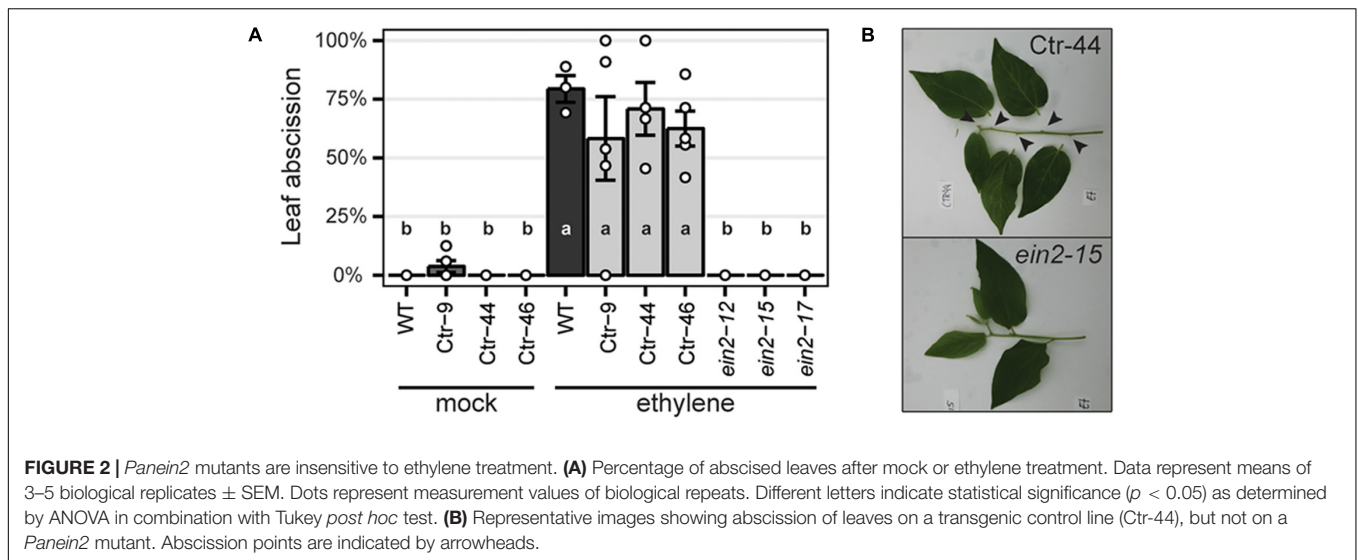 A
B
100%
75%
50%
25%
0%
Leaf abscission
b b b b a a a a b b b
WT Ctr–9 Ctr–44 Ctr–46 WT Ctr–9 Ctr–44 Ctr–46 ein2–12 ein2–15 ein2–17
mock ethylene
Ctr-44
CTR44
ET
ein2-15
15
ET
FIGURE 2 | Panein2 mutants are insensitive to ethylene treatment. (A) Percentage of abscised leaves after mock or ethylene treatment. Data represent means of
3–5 biological replicates ± SEM. Dots represent measurement values of biological repeats. Different letters indicate statistical significance (p < 0.05) as determined
by ANOVA in combination with Tukey post hoc test. (B) Representative images showing abscission of leaves on a transgenic control line (Ctr-44), but not on a
Panein2 mutant. Abscission points are indicated by arrowheads.